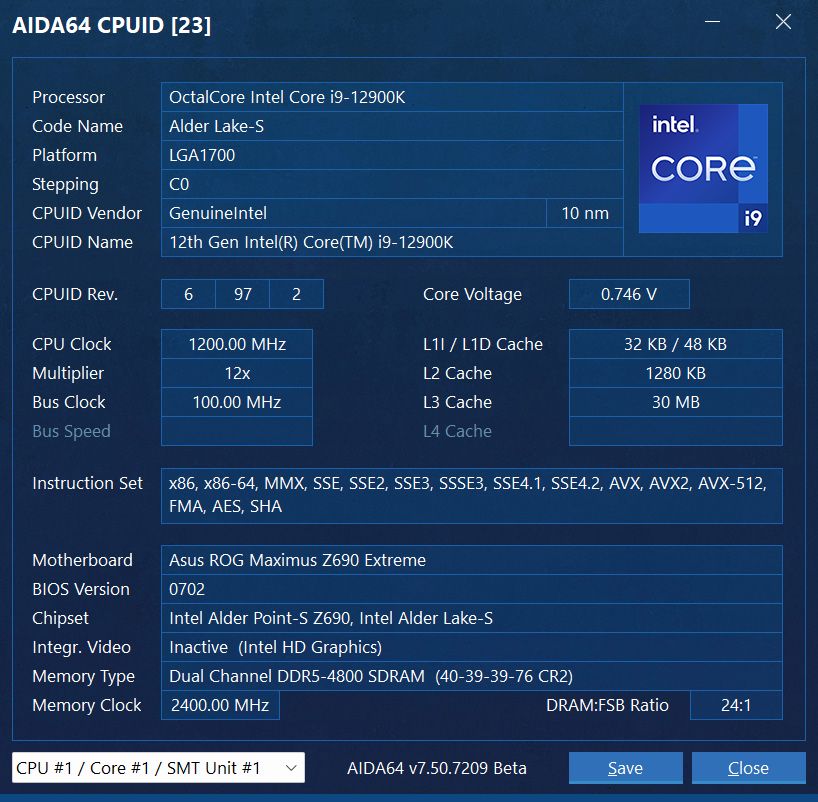 AIDA64 CPUID [23]
Processor OctalCore Intel Core i9-12900K
Code Name Alder Lake-S
Platform LGA1700
Stepping C0
CPUID Vendor GenuineIntel 10 nm
CPUID Name 12th Gen Intel(R) Core(TM) i9-12900K
intel.
CORE™
i9
CPUID Rev. 6 97 2 Core Voltage 0.746 V
CPU Clock 1200.00 MHz L1I / L1D Cache 32 KB / 48 KB
Multiplier 12x L2 Cache 1280 KB
Bus Clock 100.00 MHz L3 Cache 30 MB
Bus Speed L4 Cache
Instruction Set x86, x86-64, MMX, SSE, SSE2, SSE3, SSSE3, SSE4.1, SSE4.2, AVX, AVX2, AVX-512,
FMA, AES, SHA
Motherboard Asus ROG Maximus Z690 Extreme
BIOS Version 0702
Chipset Intel Alder Point-S Z690, Intel Alder Lake-S
Integr. Video Inactive (Intel HD Graphics)
Memory Type Dual Channel DDR5-4800 SDRAM (40-39-39-76 CR2)
Memory Clock 2400.00 MHz DRAM:FSB Ratio 24:1
CPU #1 / Core #1 / SMT Unit #1 AIDA64 v7.50.7209 Beta Save Close